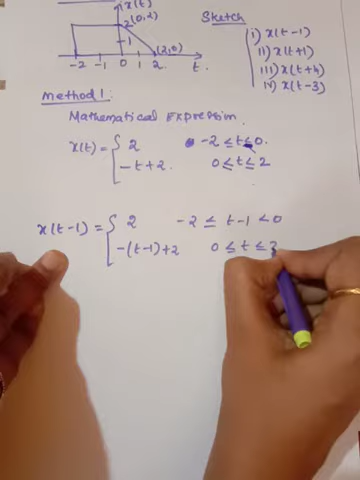 x(t)
2 (0,2)
1
(2,0)
-2 -1 0 1 2 t
Sketch
i) x(t-1)
ii) x(t+1)
iii) x(t+4)
iv) x(t-3)
Method 1.
Mathematical Expression.
x(t) = { 2 -2 ≤ t ≤ 0.
-t+2. 0 ≤ t ≤ 2
x(t-1) = { 2 -2 ≤ t-1 < 0
-(t-1)+2 0 ≤ t ≤ 2